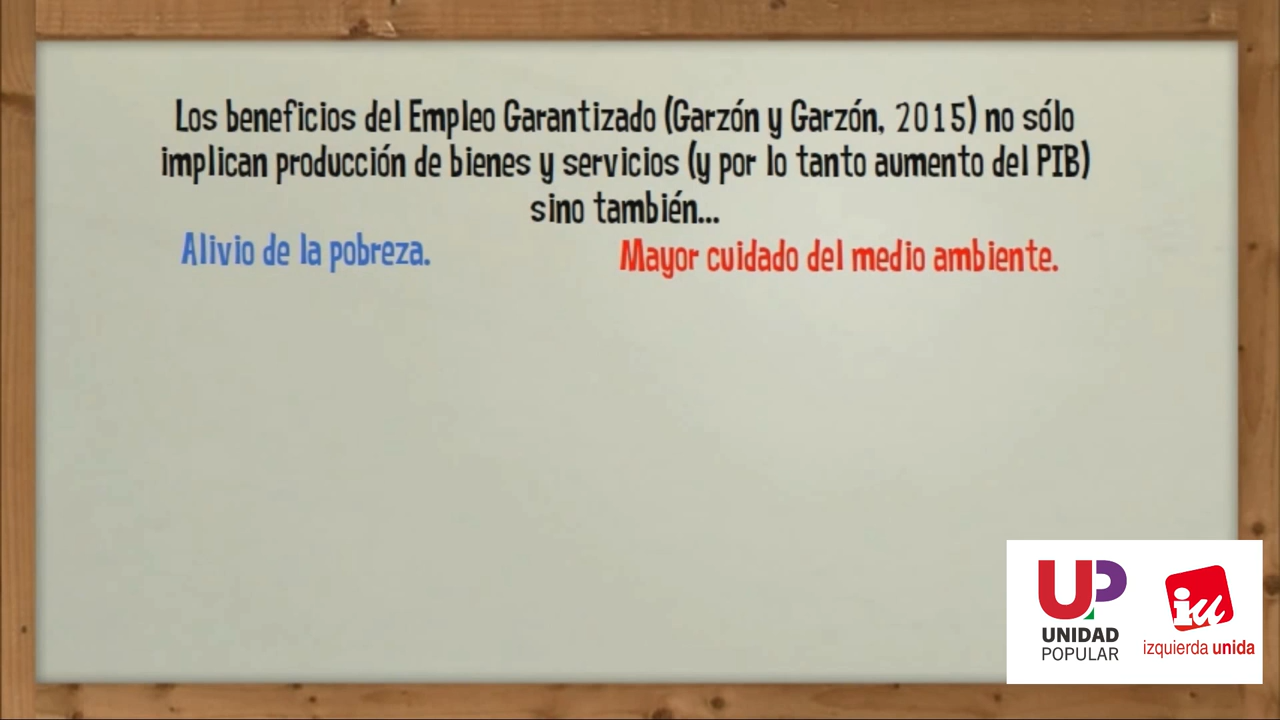 Los beneficios del Empleo Garantizado (Garzón y Garzón, 2015) no sólo
implican producción de bienes y servicios (y por lo tanto aumento del PIB)
sino también...
Alivio de la pobreza.
Mayor cuidado del medio ambiente.
UP
UNIDAD
POPULAR
iu
izquierda unida